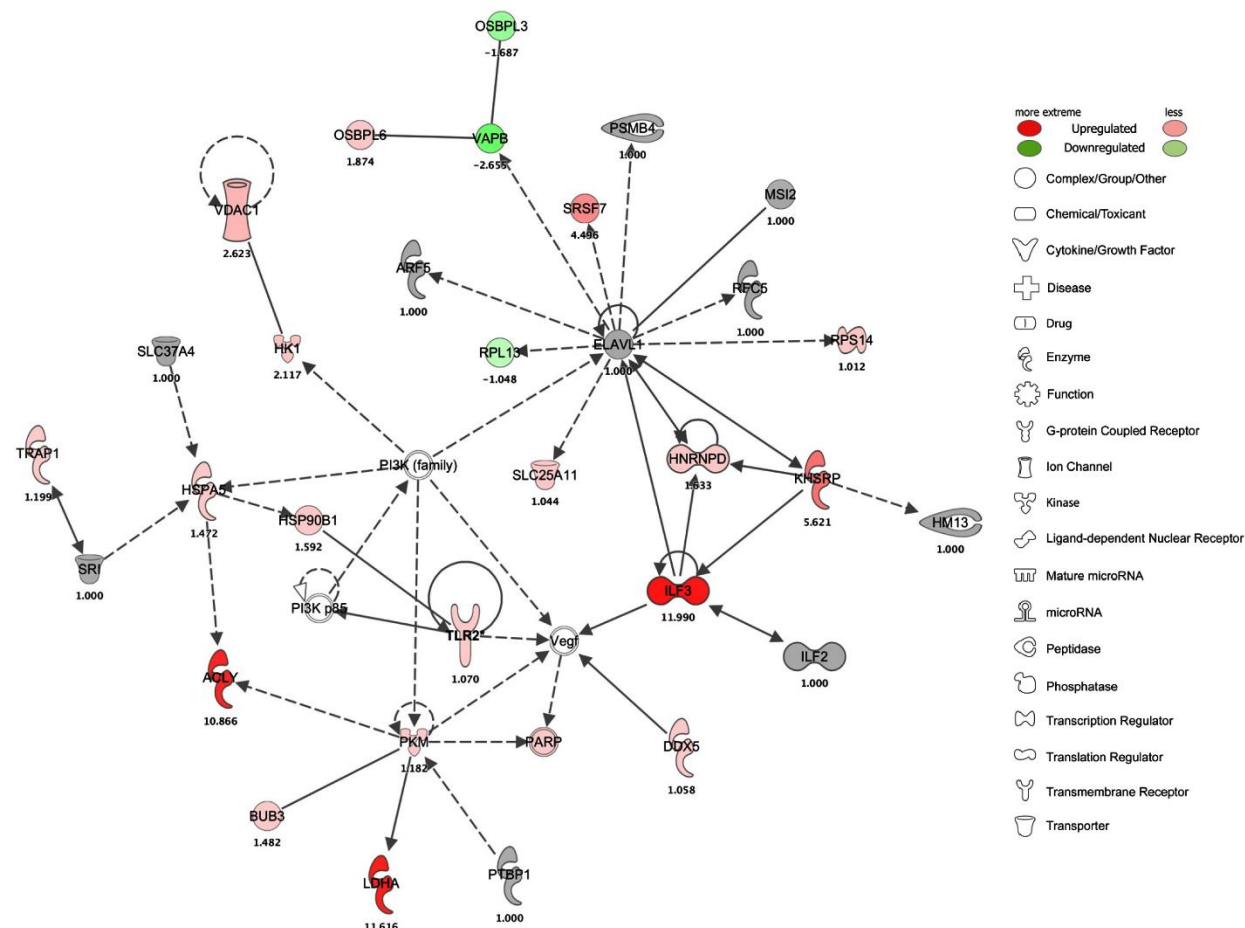 OSBPL3
-1.687
OSBPL6
1.874
VAPB
-2.655
PSMB4
1.000
SRSF7
4.496
MSI2
1.000
VDAC1
2.623
ARF5
1.000
RFC5
1.000
SLC37A4
1.000
HK1
2.117
RPL13
-1.048
ELAVL1
1.000
RPS14
1.012
TRAP1
1.199
HSPA5
1.472
PI3K (family)
SLC25A11
1.044
HNRNPD
1.633
KHSRP
5.621
HM13
1.000
HSP90B1
1.592
SRI
1.000
PI3K p85
TLR2*
1.070
Vegf
ILF3
11.990
ILF2
1.000
ACLY
10.866
PKM
1.182
PARP
DDX5
1.058
BUB3
1.482
LDHA
11.616
PTBP1
1.000
more extreme less
Upregulated
Downregulated
Complex/Group/Other
Chemical/Toxicant
Cytokine/Growth Factor
Disease
Drug
Enzyme
Function
G-protein Coupled Receptor
Ion Channel
Kinase
Ligand-dependent Nuclear Receptor
Mature microRNA
microRNA
Peptidase
Phosphatase
Transcription Regulator
Translation Regulator
Transmembrane Receptor
Transporter